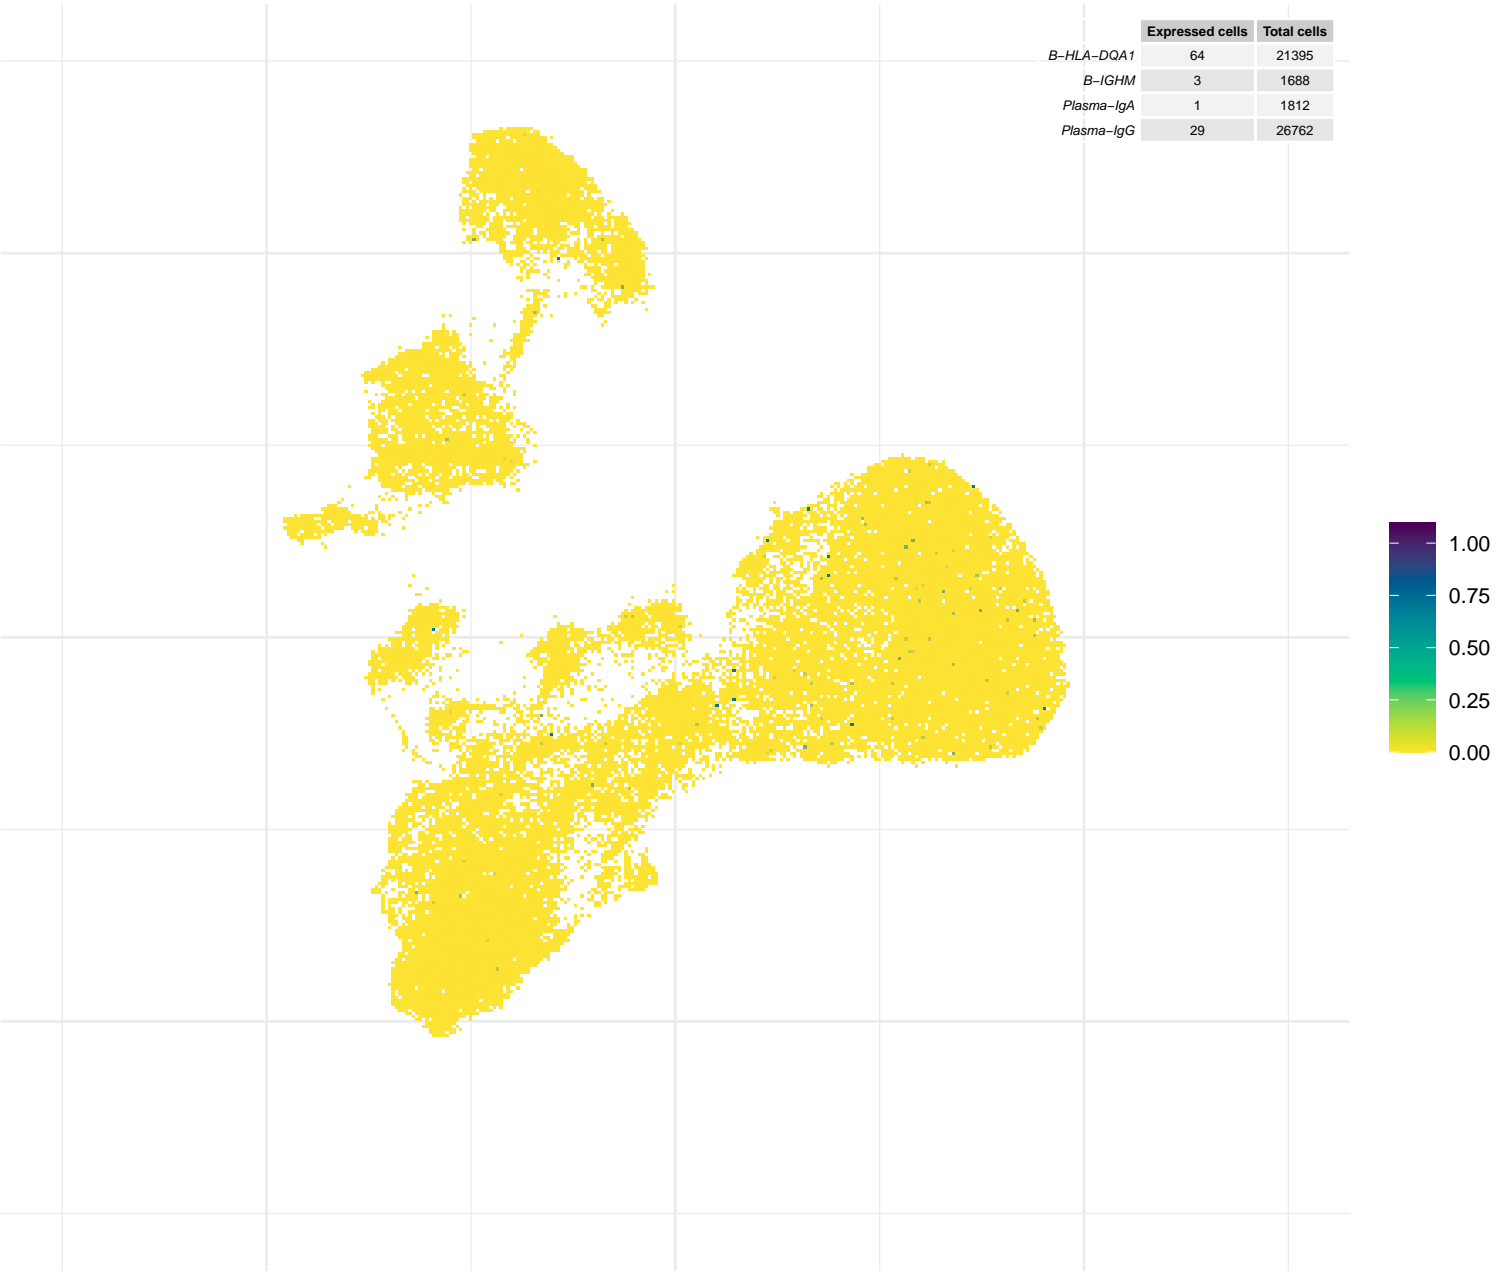 Expressed cells Total cells
B−HLA−DQA1 64 21395
B−IGHM 3 1688
Plasma−IgA 1 1812
Plasma−IgG 29 26762
1.00
0.75
0.50
0.25
0.00